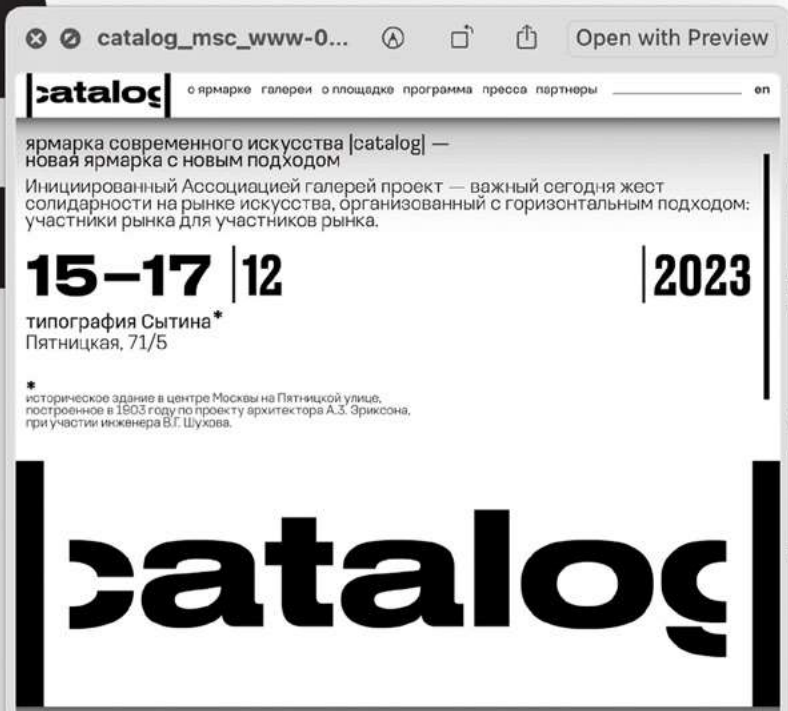 catalog_msc_www-0...
Open with Preview
|catalog|
о ярмарке галереи о площадке программа пресса партнеры en
ярмарка современного искусства |catalog| —
новая ярмарка с новым подходом
Инициированный Ассоциацией галерей проект — важный сегодня жест
солидарности на рынке искусства, организованный с горизонтальным подходом:
участники рынка для участников рынка.
15–17 |12 |2023
типография Сытина*
Пятницкая, 71/5
*
историческое здание в центре Москвы на Пятницкой улице,
построенное в 1903 году по проекту архитектора А.З. Эриксона,
при участии инженера В.Г. Шухова.
|catalog|